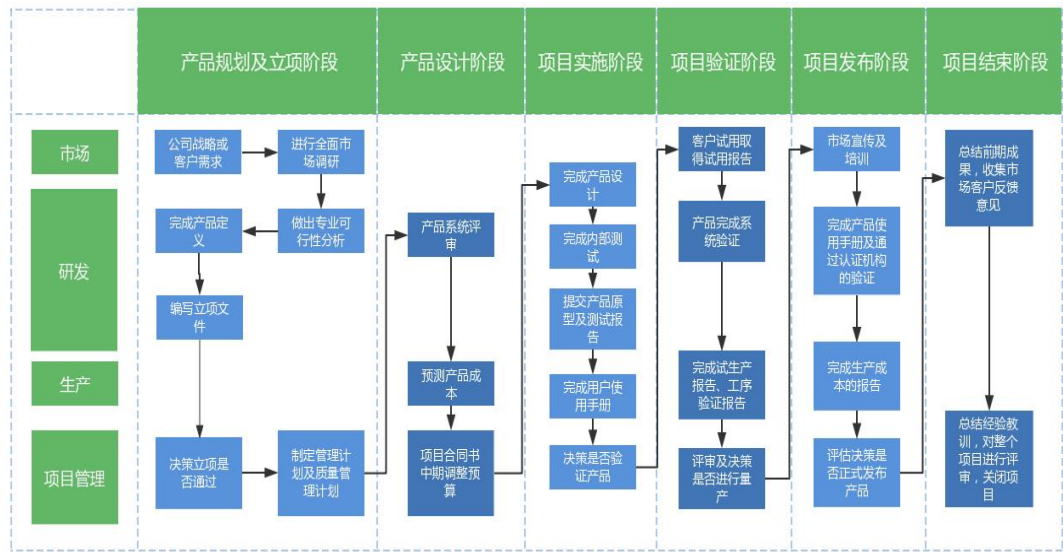 产品规划及立项阶段
产品设计阶段
项目实施阶段
项目验证阶段
项目发布阶段
项目结束阶段
市场
研发
生产
项目管理
公司战略或
客户需求
进行全面市
场调研
做出专业可
行性分析
完成产品定
义
编写立项文
件
决策立项是
否通过
制定管理计
划及质量管
理计划
产品系统评
审
预测产品成
本
项目合同书
中期调整预
算
完成产品设
计
完成内部测
试
提交产品原
型及测试报
告
完成用户使
用手册
决策是否验
证产品
客户试用取
得试用报告
产品完成系
统验证
完成试生产
报告、工序
验证报告
评审及决策
是否进行量
产
市场宣传及
培训
完成产品使
用手册及通
过认证机构
的验证
完成生产成
本的报告
评估决策是
否正式发布
产品
总结前期成
果，收集市
场客户反馈
意见
总结经验教
训，对整个
项目进行评
审，关闭项
目